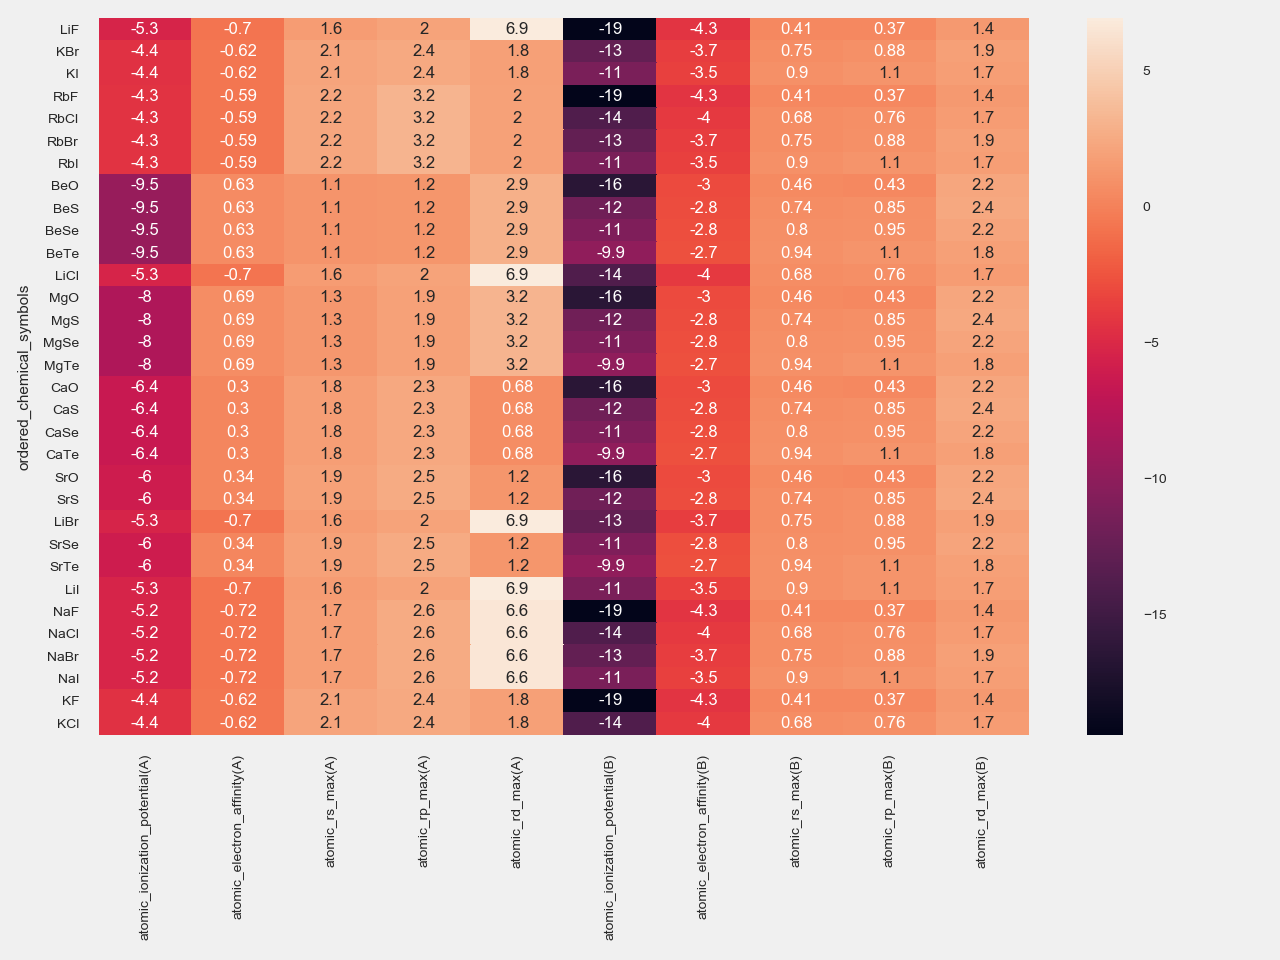 LiF -5.3 -0.7 1.6 2 6.9 -19 -4.3 0.41 0.37 1.4
KBr -4.4 -0.62 2.1 2.4 1.8 -13 -3.7 0.75 0.88 1.9
KI -4.4 -0.62 2.1 2.4 1.8 -11 -3.5 0.9 1.1 1.7
RbF -4.3 -0.59 2.2 3.2 2 -19 -4.3 0.41 0.37 1.4
RbCl -4.3 -0.59 2.2 3.2 2 -14 -4 0.68 0.76 1.7
RbBr -4.3 -0.59 2.2 3.2 2 -13 -3.7 0.75 0.88 1.9
RbI -4.3 -0.59 2.2 3.2 2 -11 -3.5 0.9 1.1 1.7
BeO -9.5 0.63 1.1 1.2 2.9 -16 -3 0.46 0.43 2.2
BeS -9.5 0.63 1.1 1.2 2.9 -12 -2.8 0.74 0.85 2.4
BeSe -9.5 0.63 1.1 1.2 2.9 -11 -2.8 0.8 0.95 2.2
BeTe -9.5 0.63 1.1 1.2 2.9 -9.9 -2.7 0.94 1.1 1.8
LiCl -5.3 -0.7 1.6 2 6.9 -14 -4 0.68 0.76 1.7
MgO -8 0.69 1.3 1.9 3.2 -16 -3 0.46 0.43 2.2
MgS -8 0.69 1.3 1.9 3.2 -12 -2.8 0.74 0.85 2.4
MgSe -8 0.69 1.3 1.9 3.2 -11 -2.8 0.8 0.95 2.2
MgTe -8 0.69 1.3 1.9 3.2 -9.9 -2.7 0.94 1.1 1.8
CaO -6.4 0.3 1.8 2.3 0.68 -16 -3 0.46 0.43 2.2
CaS -6.4 0.3 1.8 2.3 0.68 -12 -2.8 0.74 0.85 2.4
CaSe -6.4 0.3 1.8 2.3 0.68 -11 -2.8 0.8 0.95 2.2
CaTe -6.4 0.3 1.8 2.3 0.68 -9.9 -2.7 0.94 1.1 1.8
SrO -6 0.34 1.9 2.5 1.2 -16 -3 0.46 0.43 2.2
SrS -6 0.34 1.9 2.5 1.2 -12 -2.8 0.74 0.85 2.4
LiBr -5.3 -0.7 1.6 2 6.9 -13 -3.7 0.75 0.88 1.9
SrSe -6 0.34 1.9 2.5 1.2 -11 -2.8 0.8 0.95 2.2
SrTe -6 0.34 1.9 2.5 1.2 -9.9 -2.7 0.94 1.1 1.8
LiI -5.3 -0.7 1.6 2 6.9 -11 -3.5 0.9 1.1 1.7
NaF -5.2 -0.72 1.7 2.6 6.6 -19 -4.3 0.41 0.37 1.4
NaCl -5.2 -0.72 1.7 2.6 6.6 -14 -4 0.68 0.76 1.7
NaBr -5.2 -0.72 1.7 2.6 6.6 -13 -3.7 0.75 0.88 1.9
NaI -5.2 -0.72 1.7 2.6 6.6 -11 -3.5 0.9 1.1 1.7
KF -4.4 -0.62 2.1 2.4 1.8 -19 -4.3 0.41 0.37 1.4
KCl -4.4 -0.62 2.1 2.4 1.8 -14 -4 0.68 0.76 1.7
ordered_chemical_symbols
atomic_ionization_potential(A)
atomic_electron_affinity(A)
atomic_rs_max(A)
atomic_rp_max(A)
atomic_rd_max(A)
atomic_ionization_potential(B)
atomic_electron_affinity(B)
atomic_rs_max(B)
atomic_rp_max(B)
atomic_rd_max(B)
5
0
−5
−10
−15